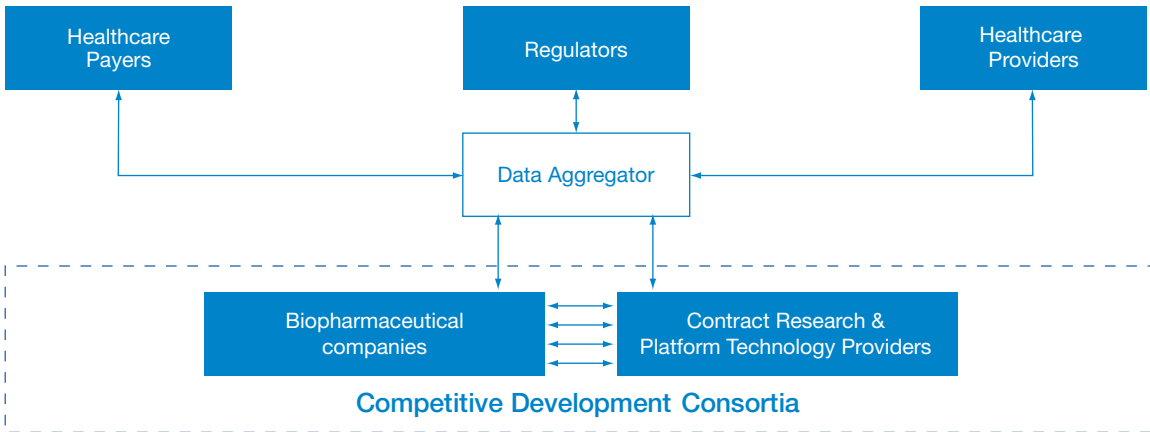 Healthcare
Payers
Regulators
Healthcare
Providers
Data Aggregator
Biopharmaceutical
companies
Contract Research &
Platform Technology Providers
Competitive Development Consortia